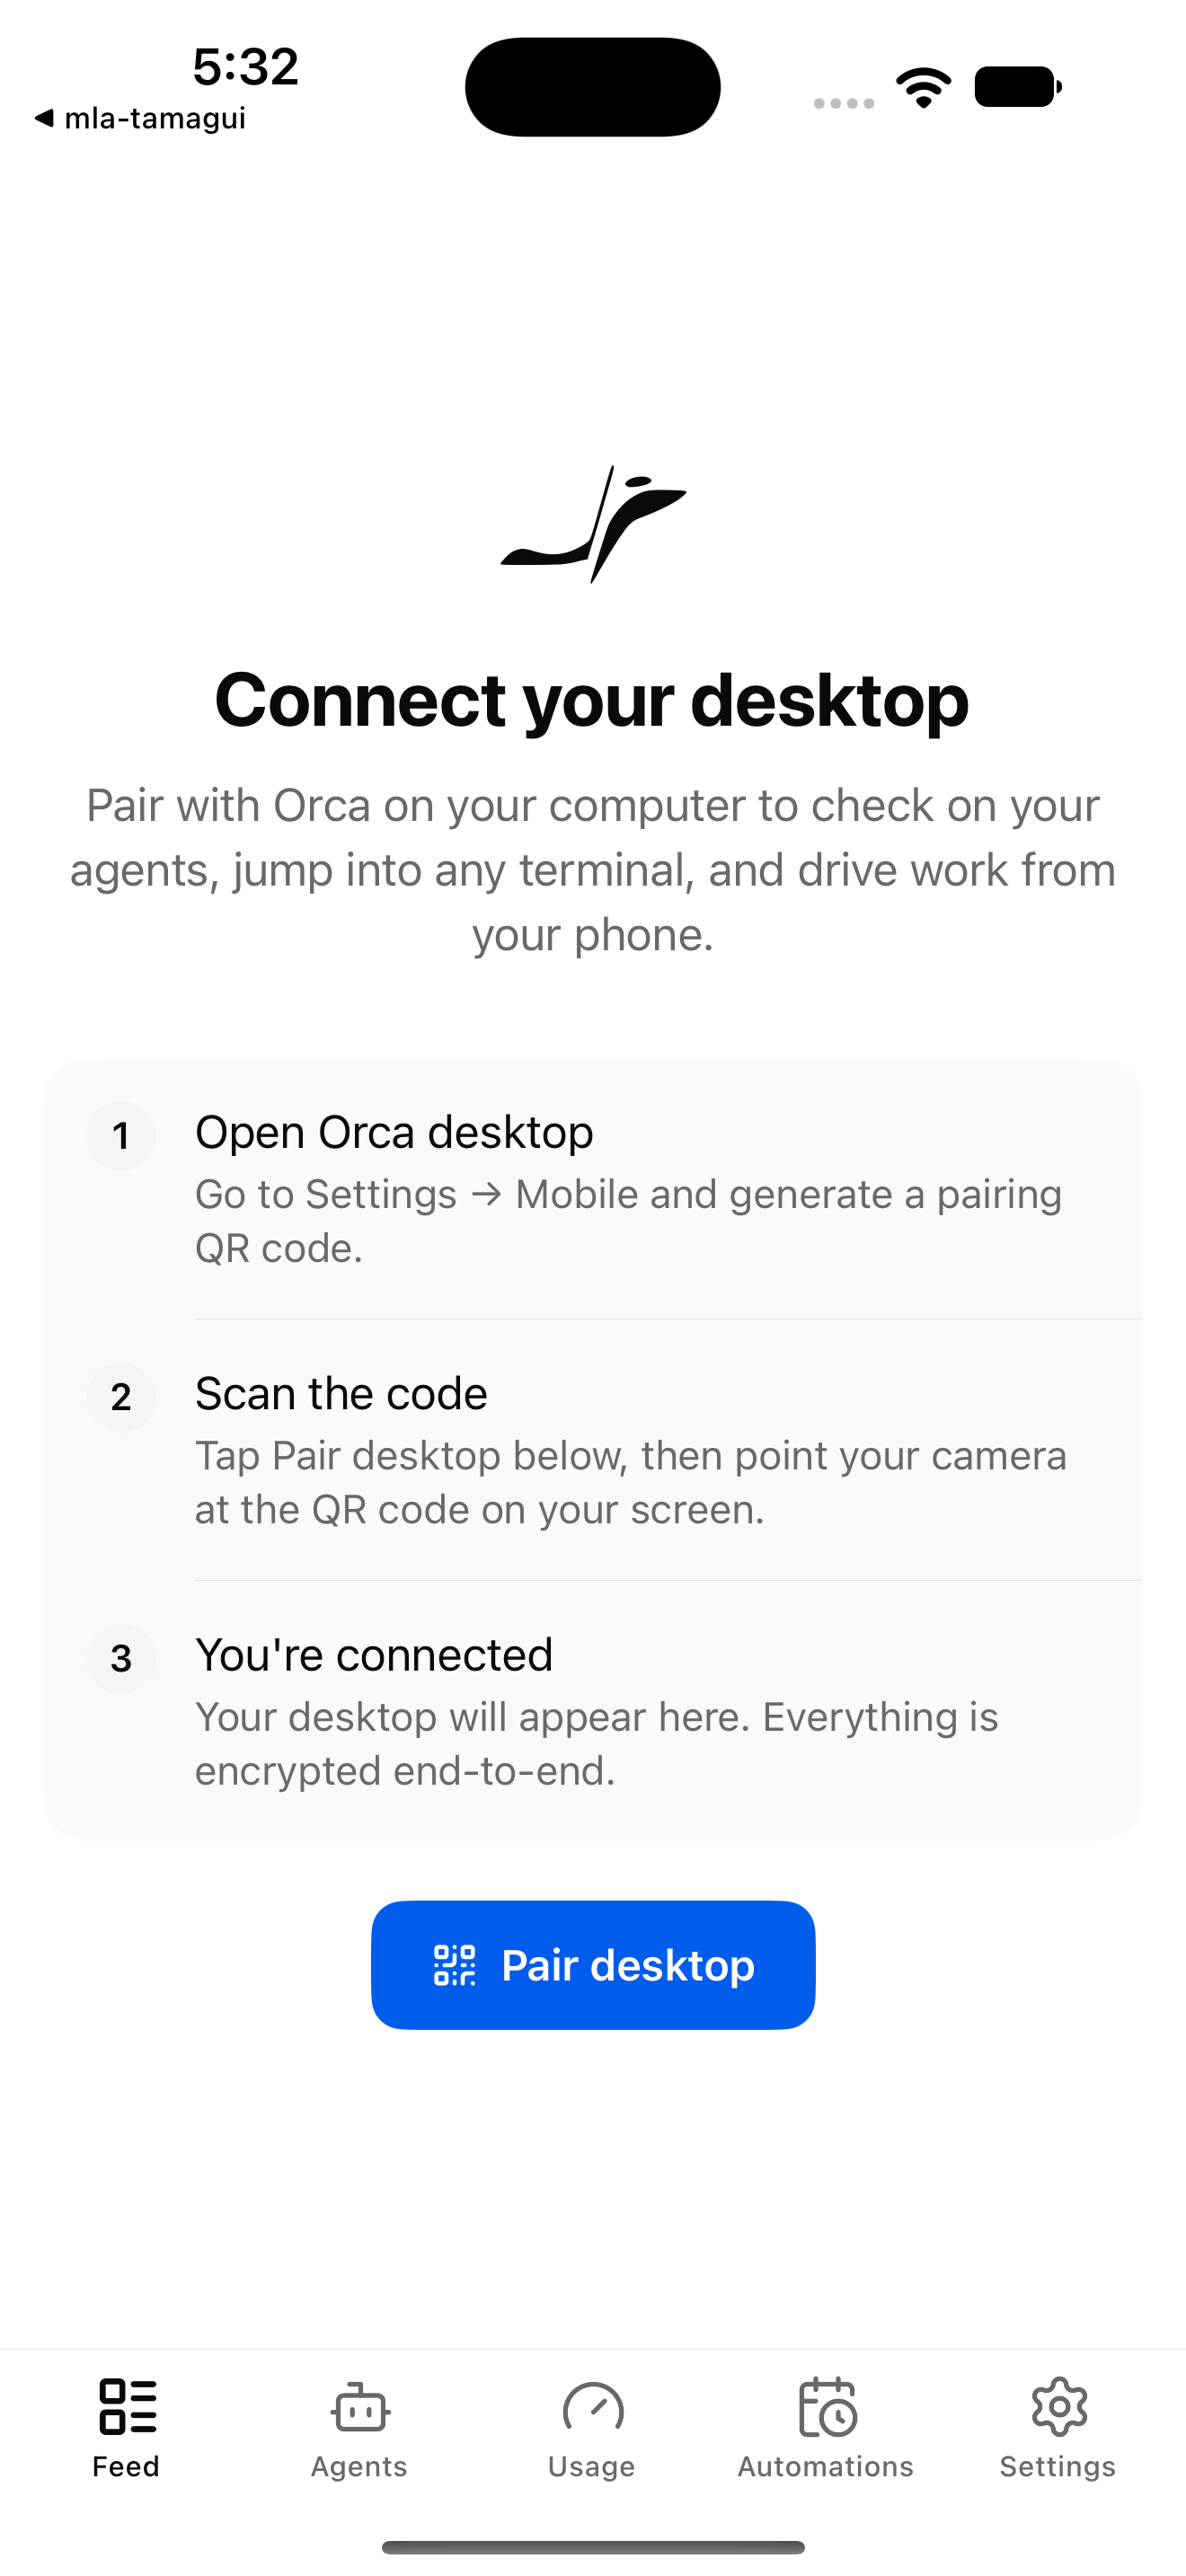 5:32
mla-tamagui
Connect your desktop
Pair with Orca on your computer to check on your
agents, jump into any terminal, and drive work from
your phone.
1
Open Orca desktop
Go to Settings → Mobile and generate a pairing
QR code.
2
Scan the code
Tap Pair desktop below, then point your camera
at the QR code on your screen.
3
You're connected
Your desktop will appear here. Everything is
encrypted end-to-end.
Pair desktop
Feed
Agents
Usage
Automations
Settings